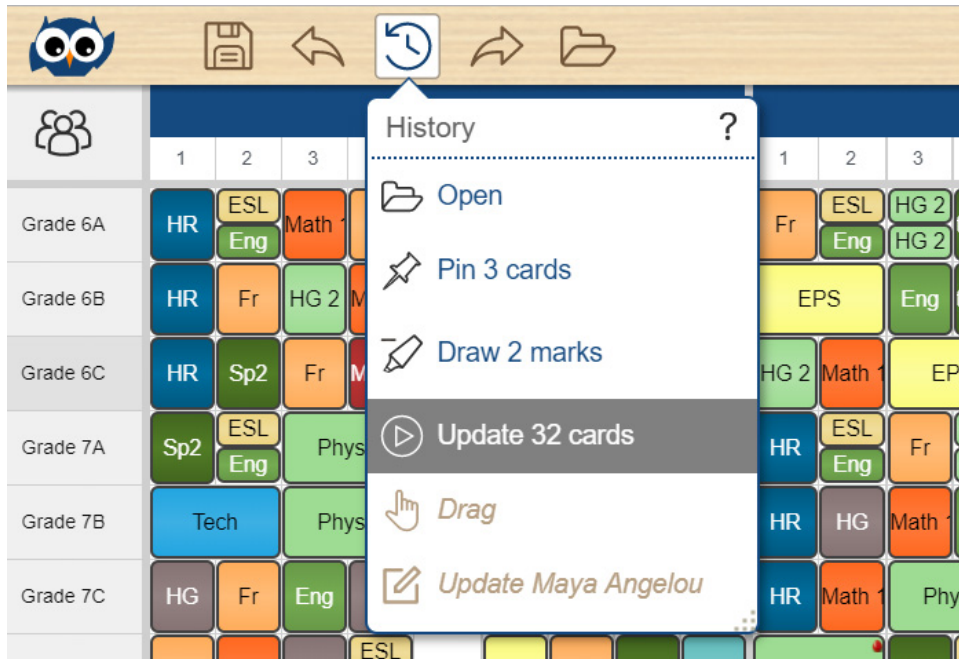 History ?
1 2 3 1 2 3
Open
Pin 3 cards
Draw 2 marks
Update 32 cards
Drag
Update Maya Angelou
Grade 6A HR ESL Eng Math Fr ESL Eng HG 2 HG 2
Grade 6B HR Fr HG 2 M EPS Eng
Grade 6C HR Sp2 Fr M HG 2 Math 1 EP
Grade 7A Sp2 ESL Eng Phys HR ESL Eng Fr
Grade 7B Tech Phys HR HG Math
Grade 7C HG Fr Eng HR Math 1 Phy
ESL